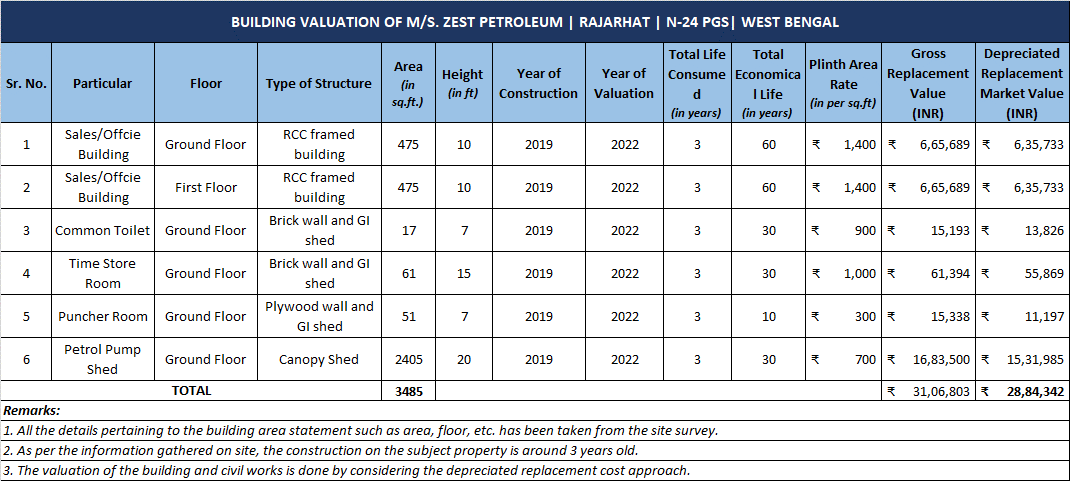 BUILDING VALUATION OF M/S. ZEST PETROLEUM | RAJARHAT | N-24 PGS| WEST BENGAL
Sr. No. Particular Floor Type of Structure Area (in sq.ft.) Height (in ft) Year of Construction Year of Valuation Total Life Consume d (in years) Total Economica l Life (in years) Plinth Area Rate (in per sq.ft) Gross Replacement Value (INR) Depreciated Replacement Market Value (INR)
1 Sales/Offcie Building Ground Floor RCC framed building 475 10 2019 2022 3 60 ₹ 1,400 ₹ 6,65,689 ₹ 6,35,733
2 Sales/Offcie Building First Floor RCC framed building 475 10 2019 2022 3 60 ₹ 1,400 ₹ 6,65,689 ₹ 6,35,733
3 Common Toilet Ground Floor Brick wall and GI shed 17 7 2019 2022 3 30 ₹ 900 ₹ 15,193 ₹ 13,826
4 Time Store Room Ground Floor Brick wall and GI shed 61 15 2019 2022 3 30 ₹ 1,000 ₹ 61,394 ₹ 55,869
5 Puncher Room Ground Floor Plywood wall and GI shed 51 7 2019 2022 3 10 ₹ 300 ₹ 15,338 ₹ 11,197
6 Petrol Pump Shed Ground Floor Canopy Shed 2405 20 2019 2022 3 30 ₹ 700 ₹ 16,83,500 ₹ 15,31,985
TOTAL 3485 ₹ 31,06,803 ₹ 28,84,342
Remarks:
1. All the details pertaining to the building area statement such as area, floor, etc. has been taken from the site survey.
2. As per the information gathered on site, the construction on the subject property is around 3 years old.
3. The valuation of the building and civil works is done by considering the depreciated replacement cost approach.